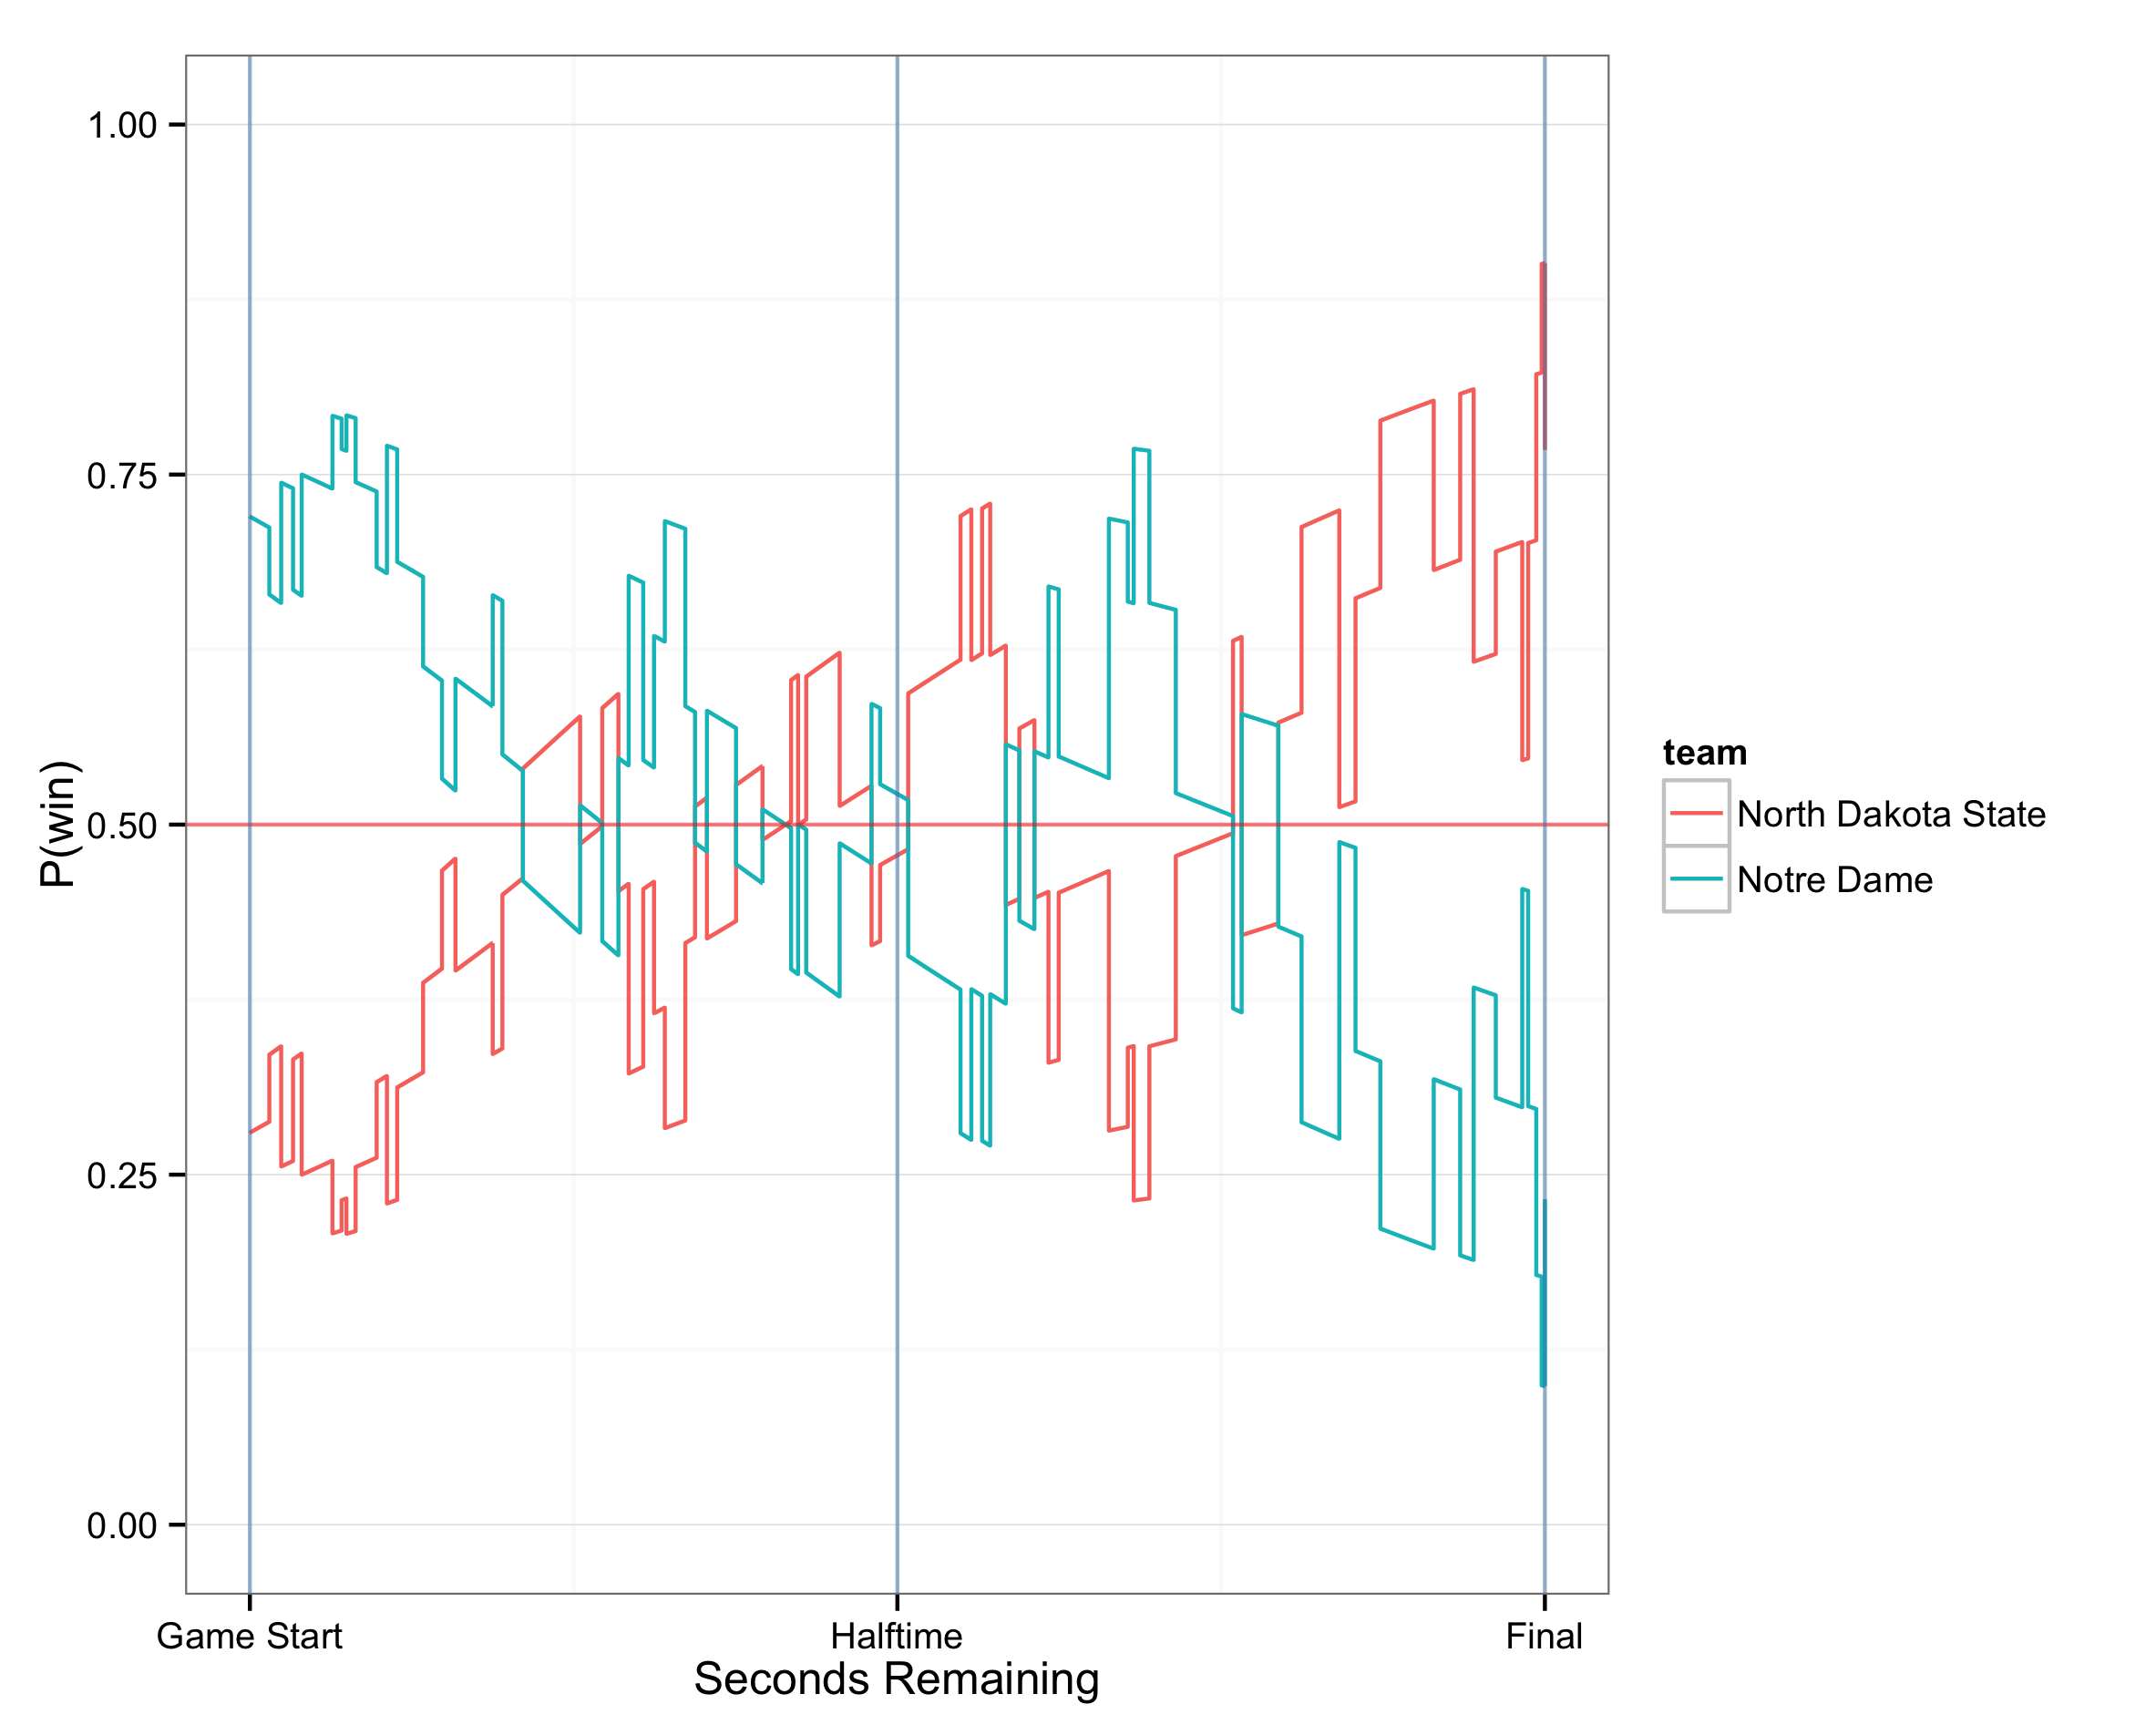 1.00
0.75
0.50
0.25
0.00
P(win)
Game Start
Halftime
Final
Seconds Remaining
team
North Dakota State
Notre Dame